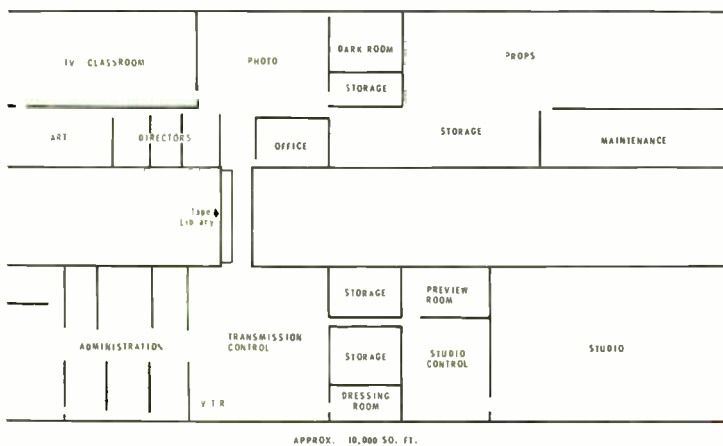 TV CLASSROOM
PHOTO
DARK ROOM
PROPS
STORAGE
ART
DIRECTORS
OFFICE
STORAGE
MAINTENANCE
Tape
Library
STORAGE
PREVIEW
ROOM
ADMINISTRATION
TRANSMISSION
CONTROL
STORAGE
STUDIO
CONTROL
STUDIO
V T R
DRESSING
ROOM
APPROX. 10,000 SQ. FT.